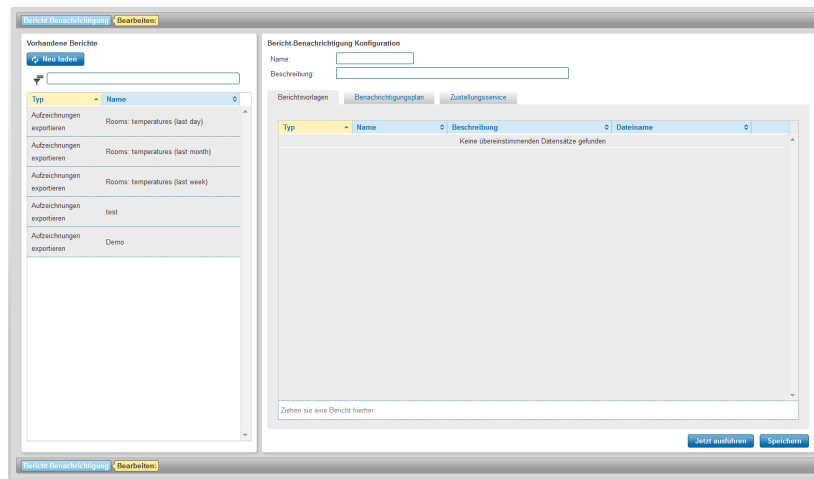 Bericht-Benachrichtigung Bearbeiten:
Vorhandene Berichte
Neu laden
Typ Name
Aufzeichnungen exportieren Rooms: temperatures (last day)
Aufzeichnungen exportieren Rooms: temperatures (last month)
Aufzeichnungen exportieren Rooms: temperatures (last week)
Aufzeichnungen exportieren test
Aufzeichnungen exportieren Demo
Bericht-Benachrichtigung Konfiguration
Name:
Beschreibung:
Berichtsvorlagen Benachrichtigungsplan Zustellungsservice
Typ Name Beschreibung Dateiname
Keine übereinstimmenden Datensätze gefunden
Ziehen sie eine Bericht hierher
Jetzt ausführen Speichern
Bericht-Benachrichtigung Bearbeiten: